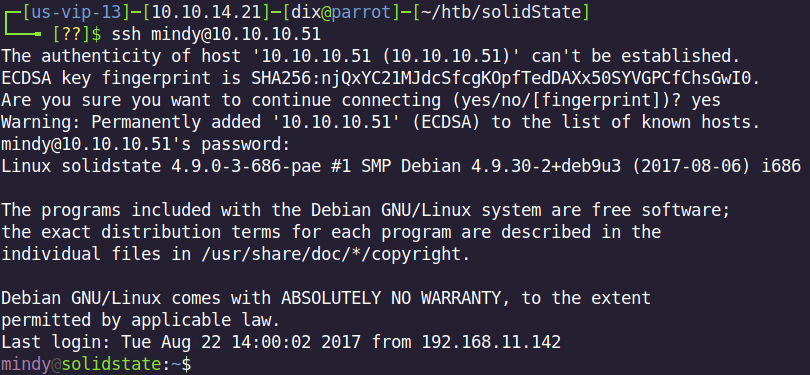 ┌─[us-vip-13]─[10.10.14.21]─[dix@parrot]─[~/htb/solidState]
└──╼ [??]$ ssh mindy@10.10.10.51
The authenticity of host '10.10.10.51 (10.10.10.51)' can't be established.
ECDSA key fingerprint is SHA256:njQxYC21MJdcSfcgKOpfTedDAXx50SYVGPCfChsGwI0.
Are you sure you want to continue connecting (yes/no/[fingerprint])? yes
Warning: Permanently added '10.10.10.51' (ECDSA) to the list of known hosts.
mindy@10.10.10.51's password:
Linux solidstate 4.9.0-3-686-pae #1 SMP Debian 4.9.30-2+deb9u3 (2017-08-06) i686
The programs included with the Debian GNU/Linux system are free software;
the exact distribution terms for each program are described in the
individual files in /usr/share/doc/*/copyright.
Debian GNU/Linux comes with ABSOLUTELY NO WARRANTY, to the extent
permitted by applicable law.
Last login: Tue Aug 22 14:00:02 2017 from 192.168.11.142
mindy@solidstate:~$